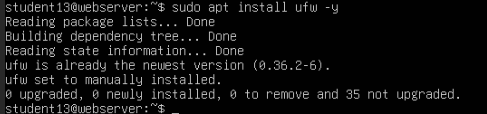 student13@webserver:~$ sudo apt install ufw -y
Reading package lists... Done
Building dependency tree... Done
Reading state information... Done
ufw is already the newest version (0.36.2-6).
ufw set to manually installed.
0 upgraded, 0 newly installed, 0 to remove and 35 not upgraded.
student13@webserver:~$ _